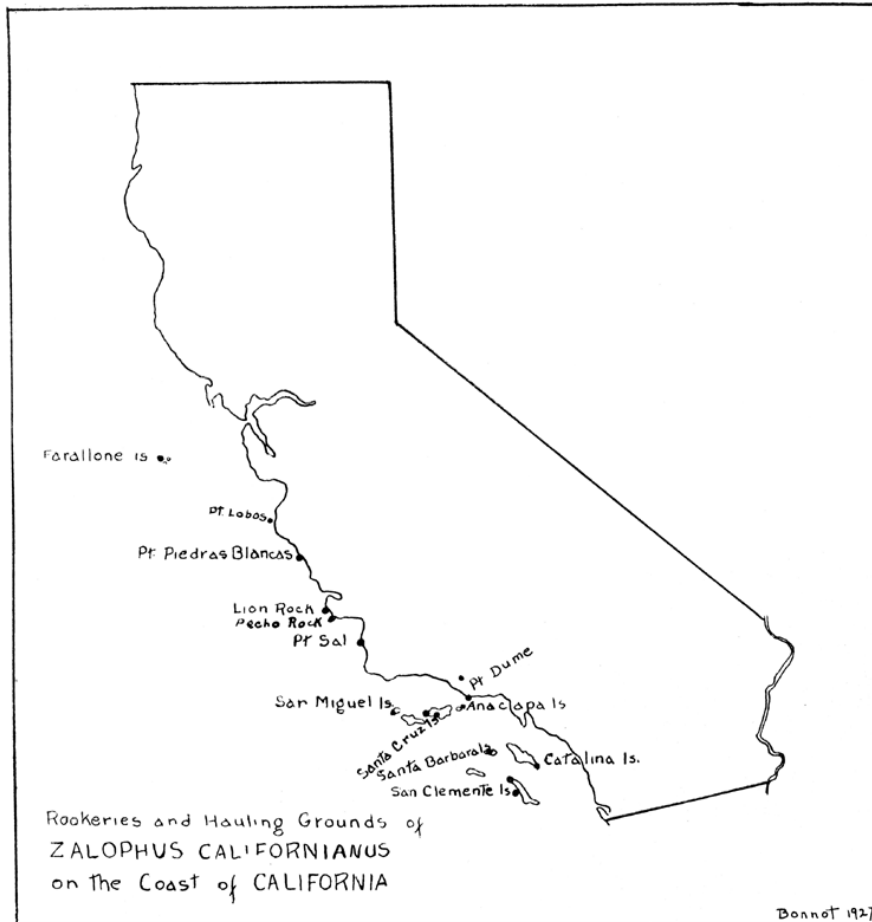 Farallone Is
Pt. Lobos
Pt Piedras Blancas
Lion Rock
Pecho Rock
Pt Sal
Pt Dume
San Miguel Is.
Anaclapa Is
Santa Cruz Is
Santa Barbara Is
Catalina Is.
San Clemente Is
Rookeries and Hauling Grounds of
ZALOPHUS CALIFORNIANUS
on the Coast of CALIFORNIA
Bonnot 1927